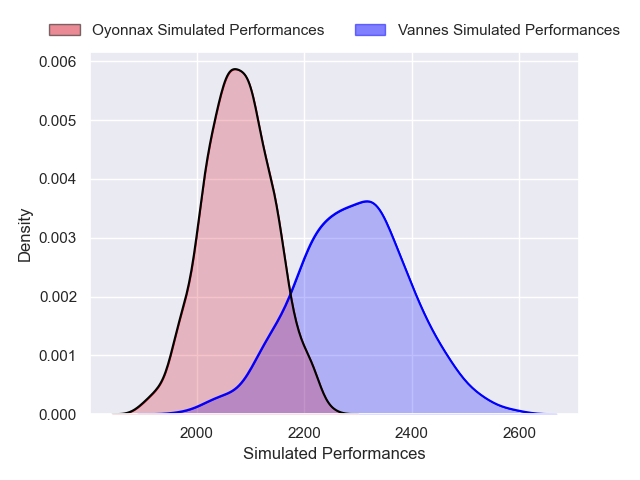 Oyonnax Simulated Performances Vannes Simulated Performances
0.006
0.005
0.004
0.003
0.002
0.001
0.000
Density
2000 2200 2400 2600
Simulated Performances